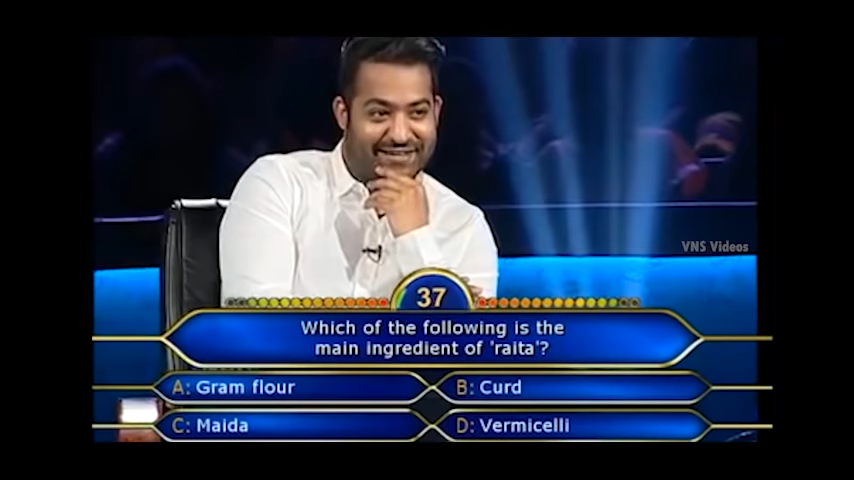 VNS Videos
37
Which of the following is the
main ingredient of 'raita'?
A: Gram flour
B: Curd
C: Maida
D: Vermicelli